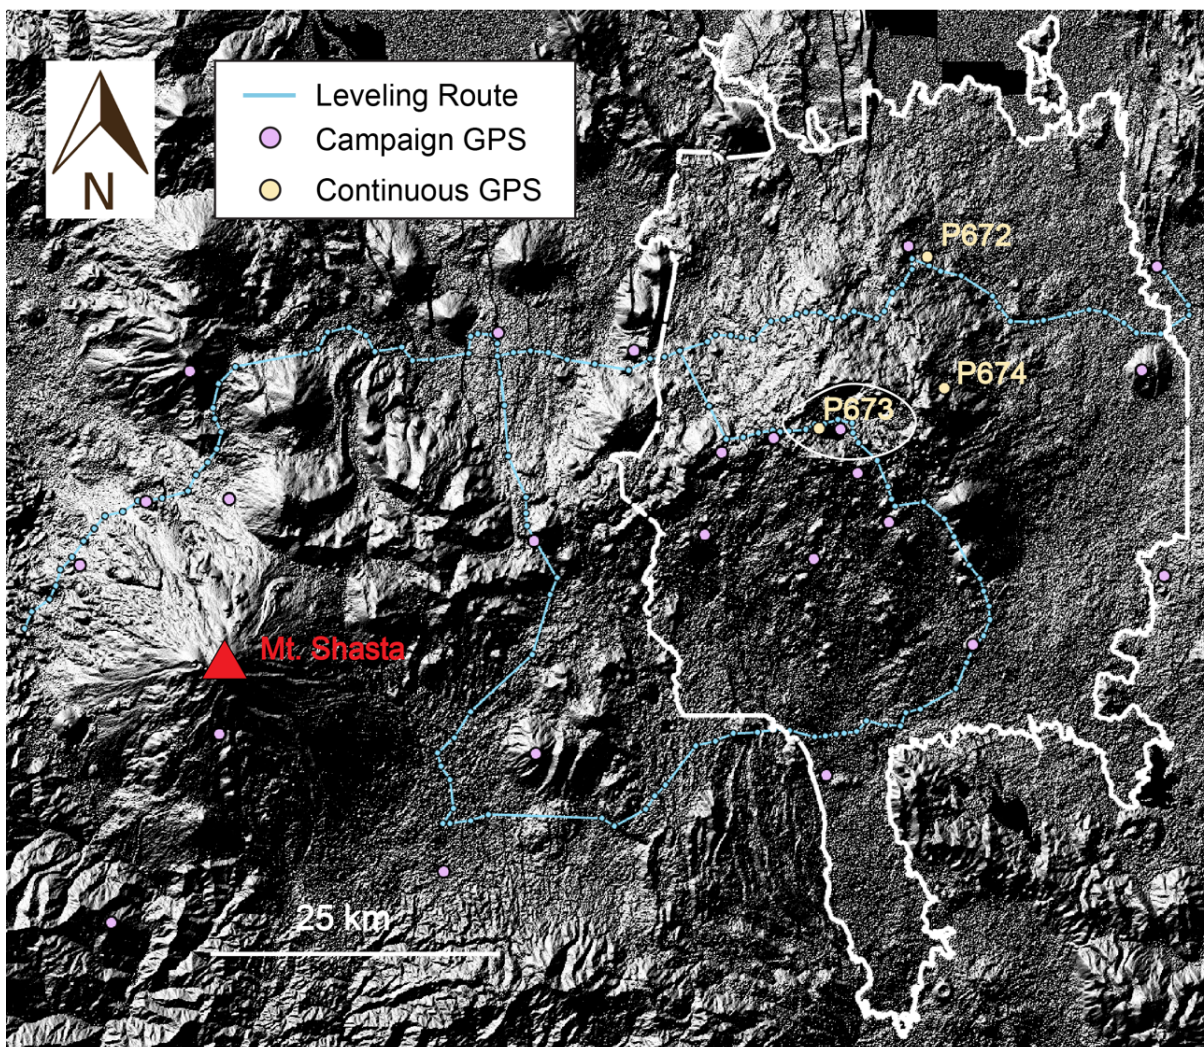 N
Leveling Route
Campaign GPS
Continuous GPS
P672
P674
P673
Mt. Shasta
25 km